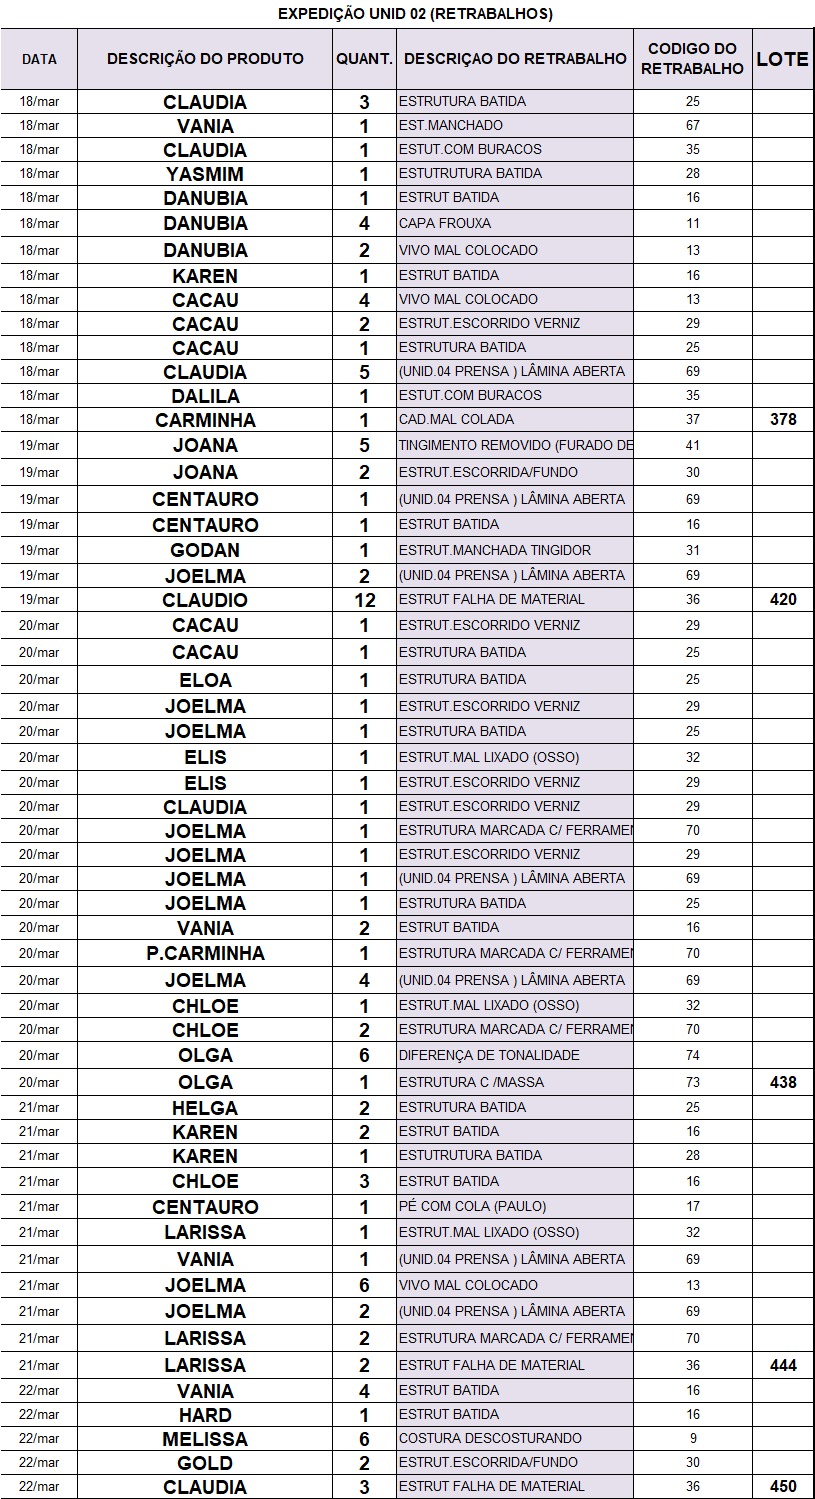 EXPEDIÇÃO UNID 02 (RETRABALHOS)
DATA DESCRIÇÃO DO PRODUTO QUANT. DESCRIÇAO DO RETRABALHO CODIGO DO RETRABALHO LOTE
18/mar CLAUDIA 3 ESTRUTURA BATIDA 25
18/mar VANIA 1 EST.MANCHADO 67
18/mar CLAUDIA 1 ESTUT.COM BURACOS 35
18/mar YASMIM 1 ESTUTRUTURA BATIDA 28
18/mar DANUBIA 1 ESTRUT BATIDA 16
18/mar DANUBIA 4 CAPA FROUXA 11
18/mar DANUBIA 2 VIVO MAL COLOCADO 13
18/mar KAREN 1 ESTRUT BATIDA 16
18/mar CACAU 4 VIVO MAL COLOCADO 13
18/mar CACAU 2 ESTRUT.ESCORRIDO VERNIZ 29
18/mar CACAU 1 ESTRUTURA BATIDA 25
18/mar CLAUDIA 5 (UNID.04 PRENSA ) LÂMINA ABERTA 69
18/mar DALILA 1 ESTUT.COM BURACOS 35
18/mar CARMINHA 1 CAD.MAL COLADA 37 378
19/mar JOANA 5 TINGIMENTO REMOVIDO (FURADO DE 41
19/mar JOANA 2 ESTRUT.ESCORRIDA/FUNDO 30
19/mar CENTAURO 1 (UNID.04 PRENSA ) LÂMINA ABERTA 69
19/mar CENTAURO 1 ESTRUT BATIDA 16
19/mar GODAN 1 ESTRUT.MANCHADA TINGIDOR 31
19/mar JOELMA 2 (UNID.04 PRENSA ) LÂMINA ABERTA 69
19/mar CLAUDIO 12 ESTRUT FALHA DE MATERIAL 36 420
20/mar CACAU 1 ESTRUT.ESCORRIDO VERNIZ 29
20/mar CACAU 1 ESTRUTURA BATIDA 25
20/mar ELOA 1 ESTRUTURA BATIDA 25
20/mar JOELMA 1 ESTRUT.ESCORRIDO VERNIZ 29
20/mar JOELMA 1 ESTRUTURA BATIDA 25
20/mar ELIS 1 ESTRUT.MAL LIXADO (OSSO) 32
20/mar ELIS 1 ESTRUT.ESCORRIDO VERNIZ 29
20/mar CLAUDIA 1 ESTRUT.ESCORRIDO VERNIZ 29
20/mar JOELMA 1 ESTRUTURA MARCADA C/ FERRAMEN 70
20/mar JOELMA 1 ESTRUT.ESCORRIDO VERNIZ 29
20/mar JOELMA 1 (UNID.04 PRENSA ) LÂMINA ABERTA 69
20/mar JOELMA 1 ESTRUTURA BATIDA 25
20/mar VANIA 2 ESTRUT BATIDA 16
20/mar P.CARMINHA 1 ESTRUTURA MARCADA C/ FERRAMEN 70
20/mar JOELMA 4 (UNID.04 PRENSA ) LÂMINA ABERTA 69
20/mar CHLOE 1 ESTRUT.MAL LIXADO (OSSO) 32
20/mar CHLOE 2 ESTRUTURA MARCADA C/ FERRAMEN 70
20/mar OLGA 6 DIFERENÇA DE TONALIDADE 74
20/mar OLGA 1 ESTRUTURA C /MASSA 73 438
21/mar HELGA 2 ESTRUTURA BATIDA 25
21/mar KAREN 2 ESTRUT BATIDA 16
21/mar KAREN 1 ESTUTRUTURA BATIDA 28
21/mar CHLOE 3 ESTRUT BATIDA 16
21/mar CENTAURO 1 PÉ COM COLA (PAULO) 17
21/mar LARISSA 1 ESTRUT.MAL LIXADO (OSSO) 32
21/mar VANIA 1 (UNID.04 PRENSA ) LÂMINA ABERTA 69
21/mar JOELMA 6 VIVO MAL COLOCADO 13
21/mar JOELMA 2 (UNID.04 PRENSA ) LÂMINA ABERTA 69
21/mar LARISSA 2 ESTRUTURA MARCADA C/ FERRAMEN 70
21/mar LARISSA 2 ESTRUT FALHA DE MATERIAL 36 444
22/mar VANIA 4 ESTRUT BATIDA 16
22/mar HARD 1 ESTRUT BATIDA 16
22/mar MELISSA 6 COSTURA DESCOSTURANDO 9
22/mar GOLD 2 ESTRUT.ESCORRIDA/FUNDO 30
22/mar CLAUDIA 3 ESTRUT FALHA DE MATERIAL 36 450